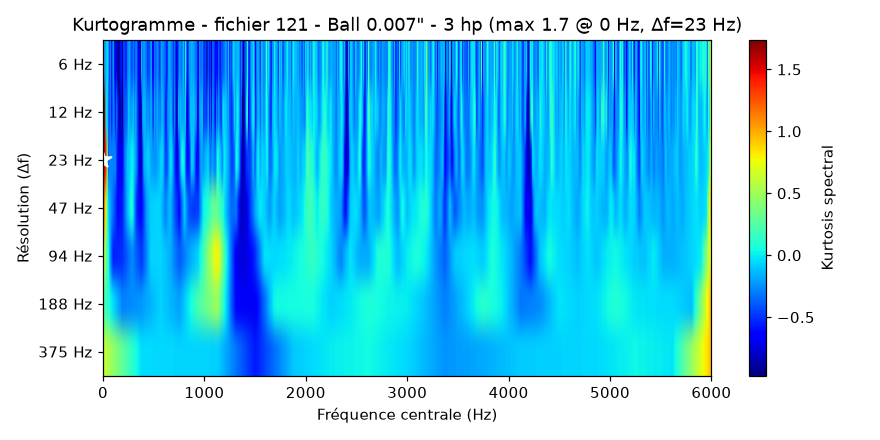 Kurtogramme - fichier 121 - Ball 0.007" - 3 hp (max 1.7 @ 0 Hz, Δf=23 Hz)
Résolution (Δf)
6 Hz
12 Hz
23 Hz
47 Hz
94 Hz
188 Hz
375 Hz
0
1000
2000
3000
4000
5000
6000
Fréquence centrale (Hz)
1.5
1.0
0.5
0.0
−0.5
Kurtosis spectral